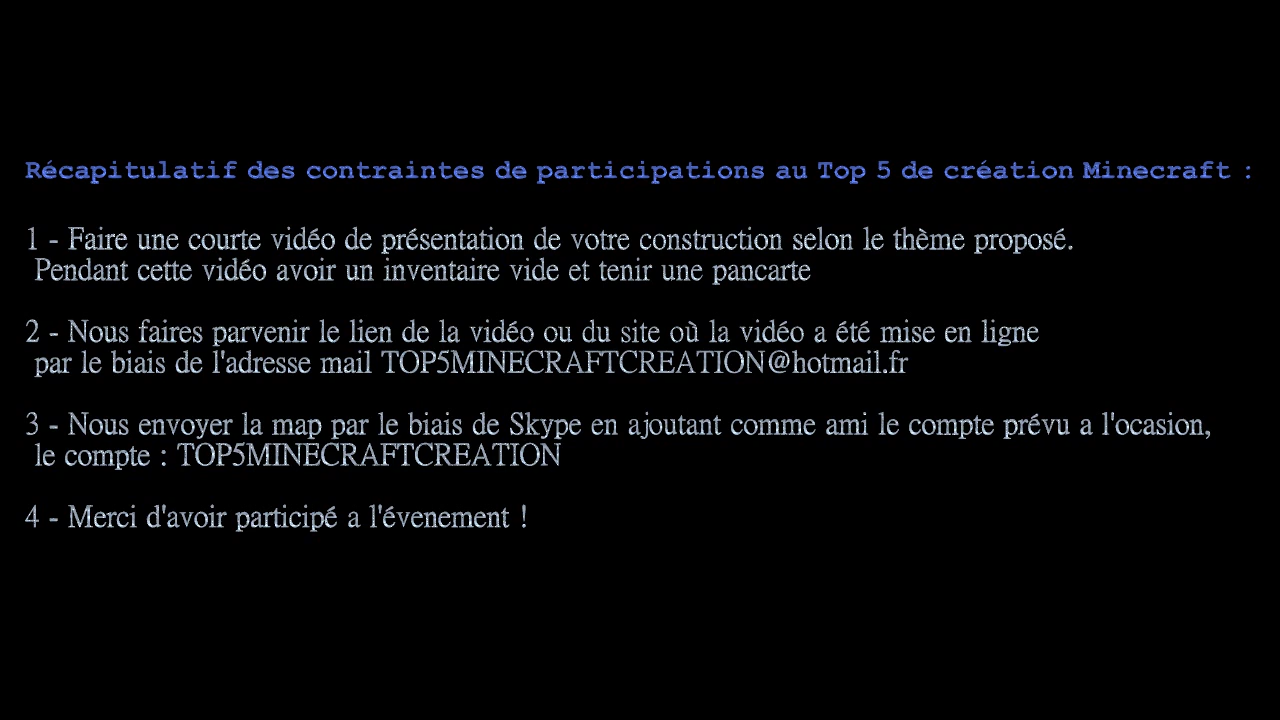 Récapitulatif des contraintes de participations au Top 5 de création Minecraft :
1 - Faire une courte vidéo de présentation de votre construction selon le thème proposé.
Pendant cette vidéo avoir un inventaire vide et tenir une pancarte
2 - Nous faires parvenir le lien de la vidéo ou du site où la vidéo a été mise en ligne
par le biais de l'adresse mail TOP5MINECRAFTCREATION@hotmail.fr
3 - Nous envoyer la map par le biais de Skype en ajoutant comme ami le compte prévu a l'ocasion,
le compte : TOP5MINECRAFTCREATION
4 - Merci d'avoir participé a l'évenement !